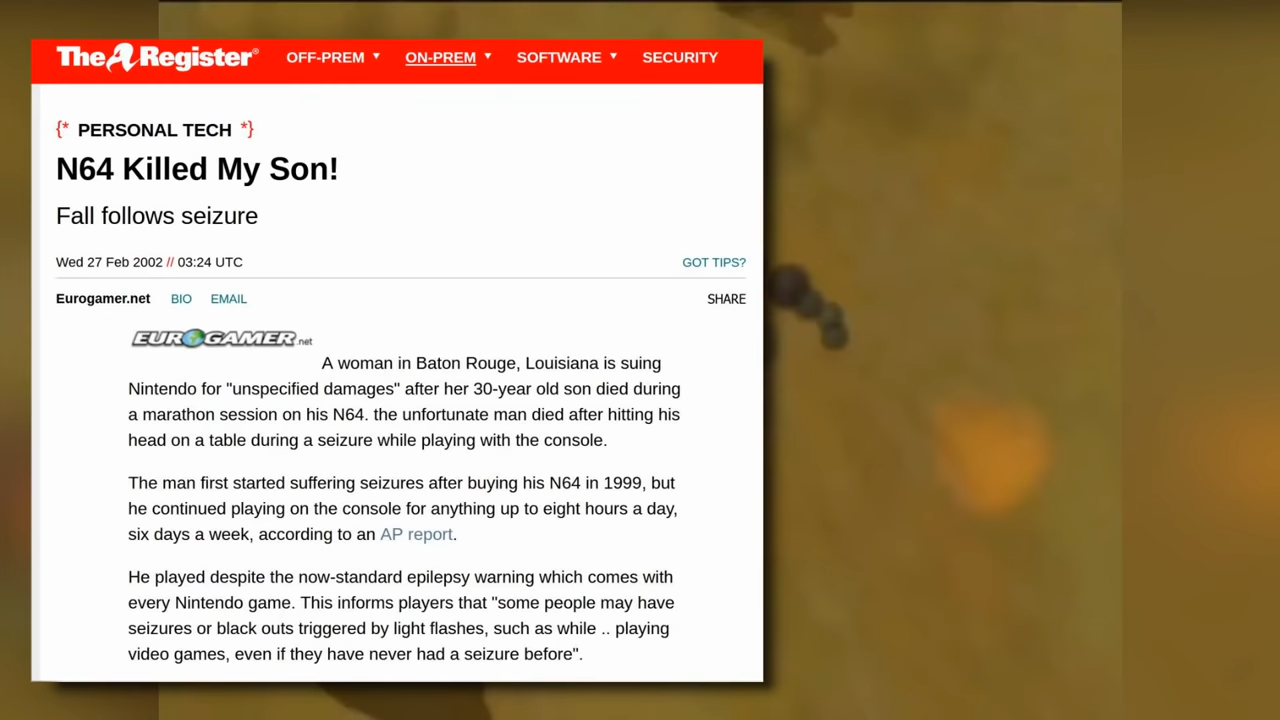 The Register®
OFF-PREM ▼ ON-PREM ▼ SOFTWARE ▼ SECURITY
{* PERSONAL TECH *}
N64 Killed My Son!
Fall follows seizure
Wed 27 Feb 2002 // 03:24 UTC
GOT TIPS?
Eurogamer.net BIO EMAIL
SHARE
EUROGAMER.net
A woman in Baton Rouge, Louisiana is suing
Nintendo for "unspecified damages" after her 30-year old son died during
a marathon session on his N64. the unfortunate man died after hitting his
head on a table during a seizure while playing with the console.
The man first started suffering seizures after buying his N64 in 1999, but
he continued playing on the console for anything up to eight hours a day,
six days a week, according to an AP report.
He played despite the now-standard epilepsy warning which comes with
every Nintendo game. This informs players that "some people may have
seizures or black outs triggered by light flashes, such as while .. playing
video games, even if they have never had a seizure before".